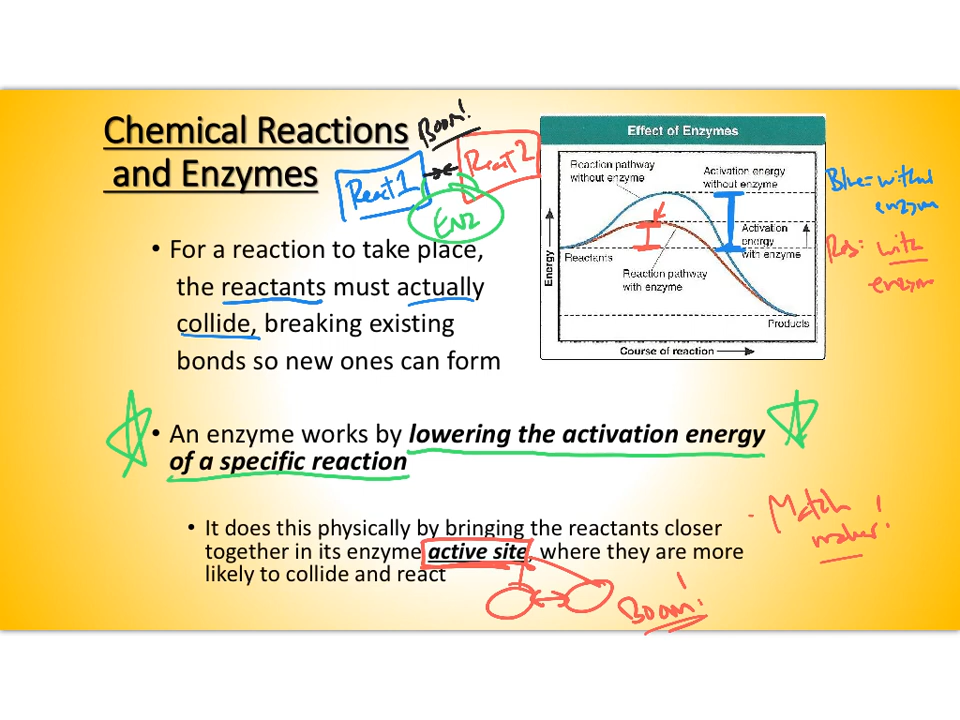 Chemical Reactions
and Enzymes
Boom!
React 1
React 2
ENZ
• For a reaction to take place,
the reactants must actually
collide, breaking existing
bonds so new ones can form
Effect of Enzymes
Reaction pathway
without enzyme
Activation energy
without enzyme
Activation
energy
with enzyme
Reactants
Reaction pathway
with enzyme
Products
Energy
Course of reaction
Blue = without
enzym
Red: with
enzym
• An enzyme works by lowering the activation energy
of a specific reaction
• It does this physically by bringing the reactants closer
together in its enzyme active site, where they are more
likely to collide and react
- Match
maker!
Boom!